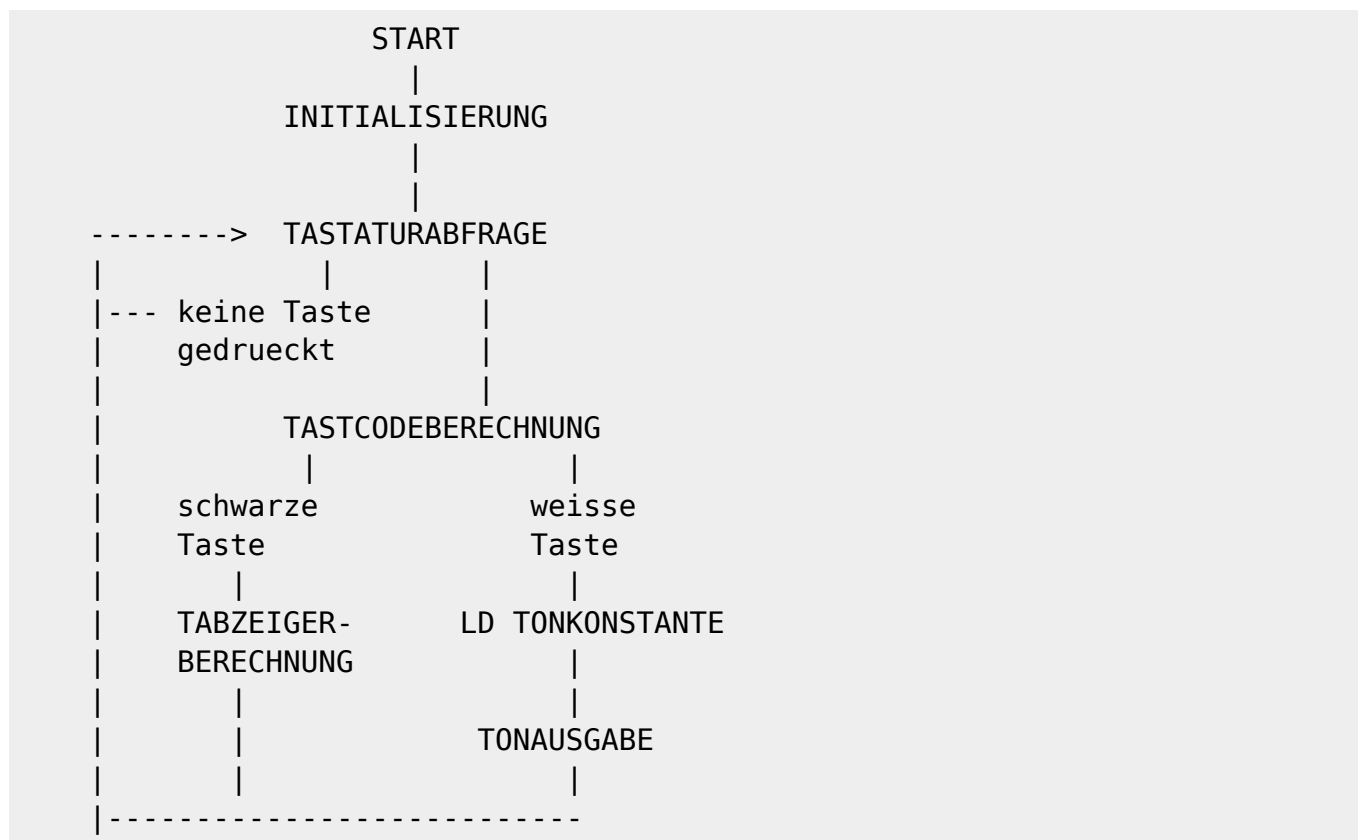 START
|
INITIALISIERUNG
|
|
--------> TASTATURABFRAGE
| | |
|--- keine Taste |
| gedrueckt |
| |
| TASTCODEBERECHNUNG
| | |
| schwarze weisse
| Taste Taste
| | |
| TABZEIGER- LD TONKONSTANTE
| BERECHNUNG |
| | |
| | TONAUSGABE
| | |
|---------------------------